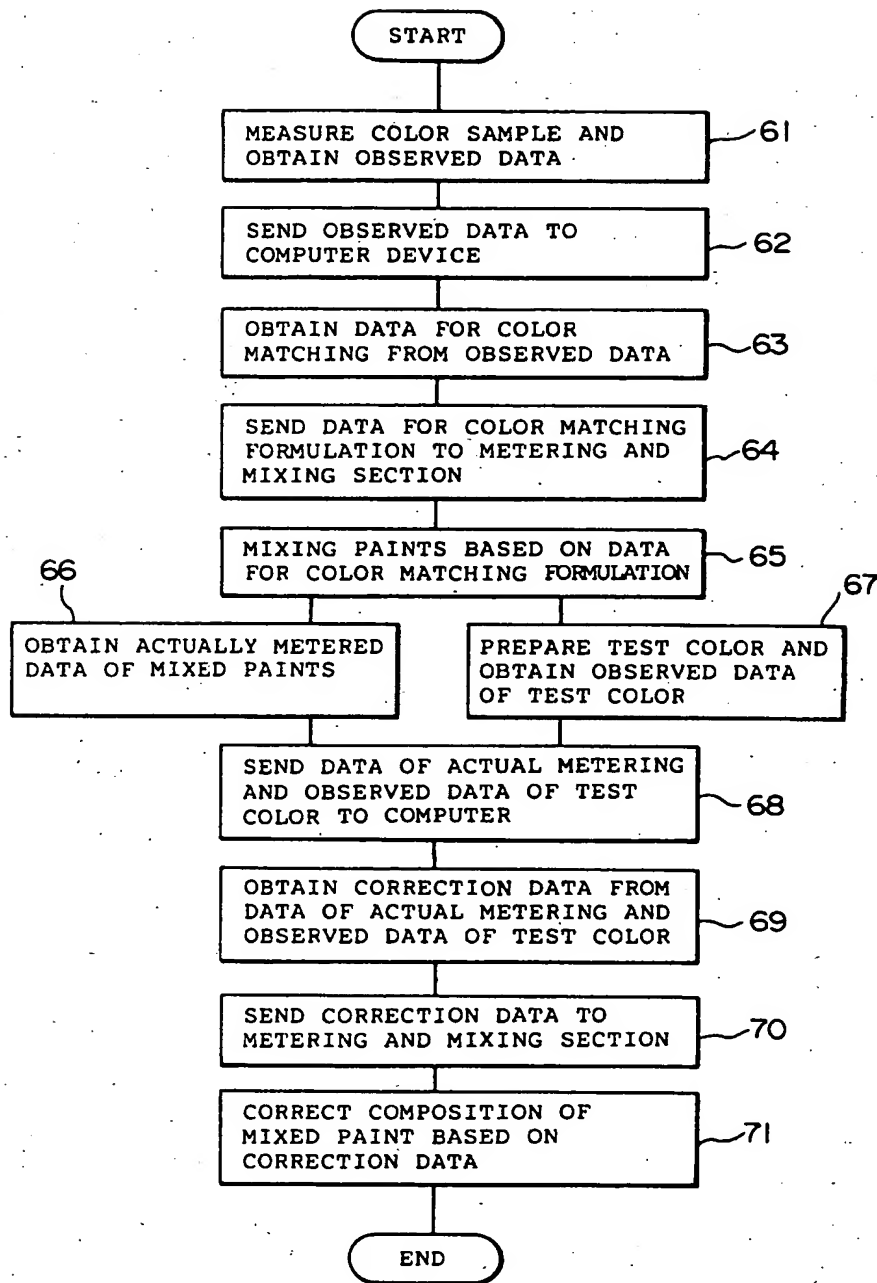 START
MEASURE COLOR SAMPLE AND
OBTAIN OBSERVED DATA
61
SEND OBSERVED DATA TO
COMPUTER DEVICE
62
OBTAIN DATA FOR COLOR
MATCHING FROM OBSERVED DATA
63
SEND DATA FOR COLOR MATCHING
FORMULATION TO METERING AND
MIXING SECTION
64
MIXING PAINTS BASED ON DATA
FOR COLOR MATCHING FORMULATION
65
66
OBTAIN ACTUALLY METERED
DATA OF MIXED PAINTS
67
PREPARE TEST COLOR AND
OBTAIN OBSERVED DATA
OF TEST COLOR
SEND DATA OF ACTUAL METERING
AND OBSERVED DATA OF TEST
COLOR TO COMPUTER
68
OBTAIN CORRECTION DATA FROM
DATA OF ACTUAL METERING AND
OBSERVED DATA OF TEST COLOR
69
SEND CORRECTION DATA TO
METERING AND MIXING SECTION
70
CORRECT COMPOSITION OF
MIXED PAINT BASED ON
CORRECTION DATA
71
END